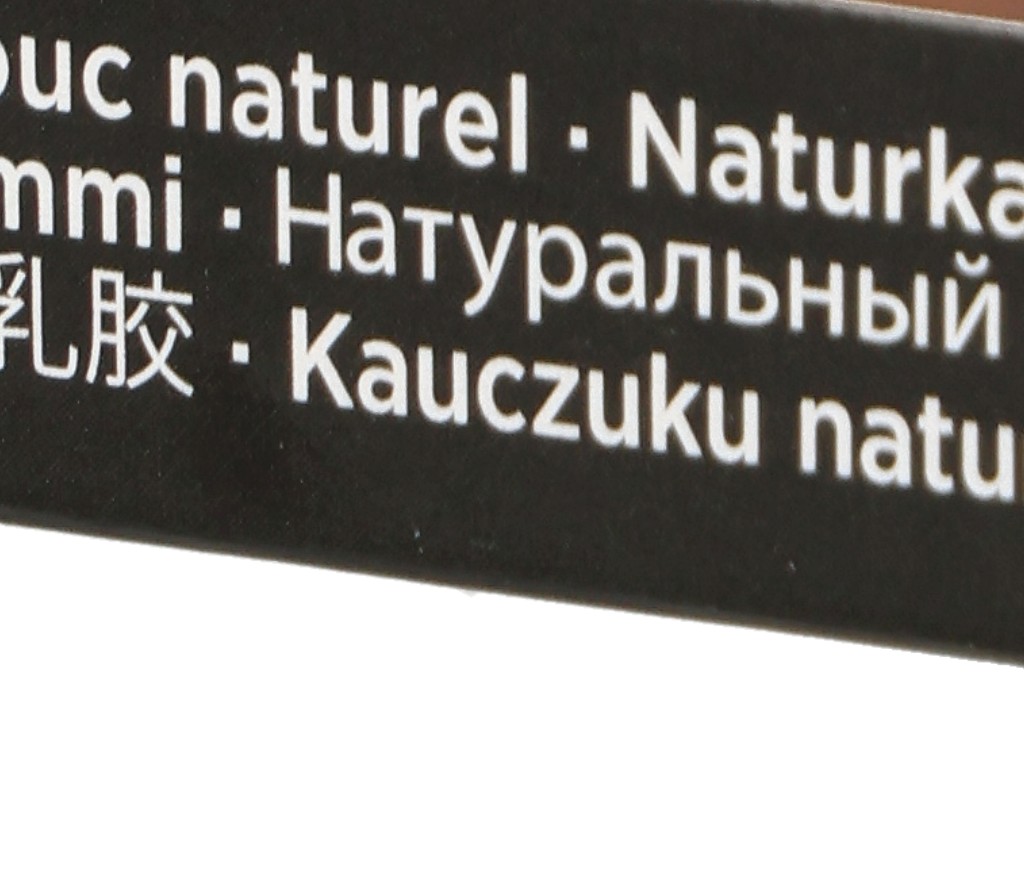 ouc naturel · Naturka
mmi · Натуральный
乳胶 · Kauczuku natu